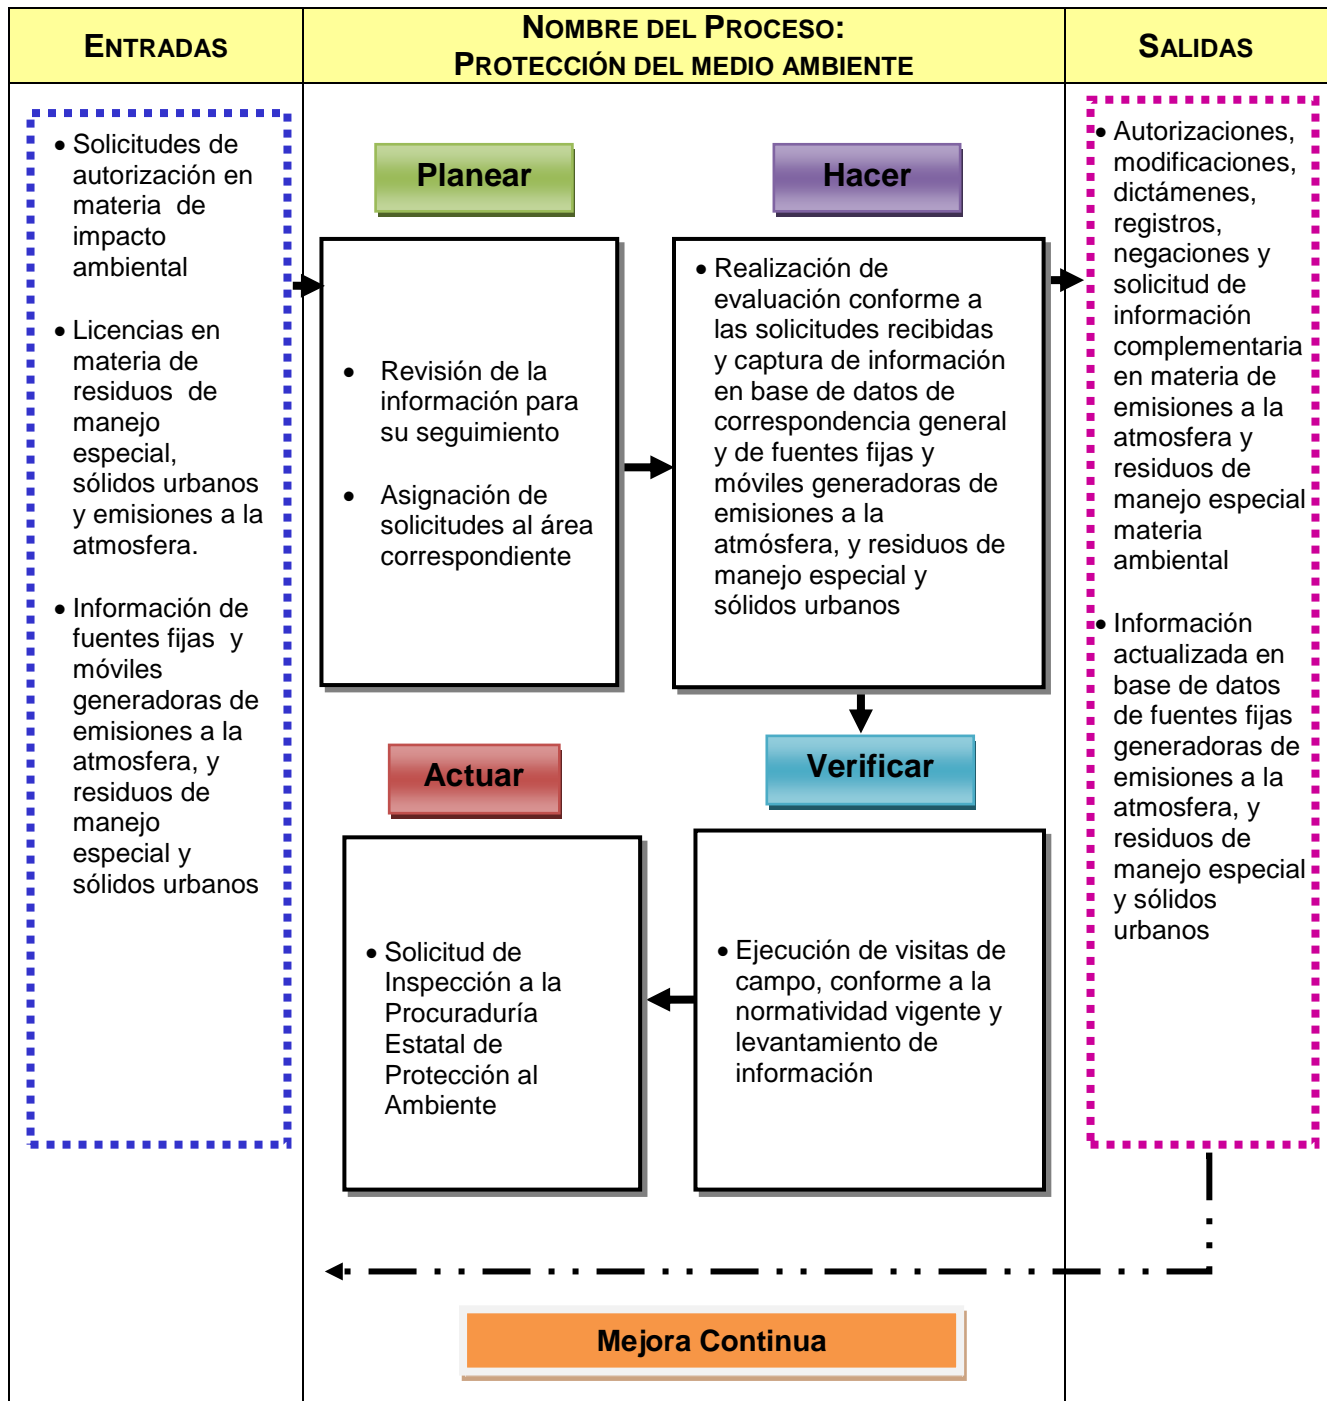 ENTRADAS
NOMBRE DEL PROCESO:
PROTECCIÓN DEL MEDIO AMBIENTE
SALIDAS
• Solicitudes de
autorización en
materia de
impacto
ambiental
• Licencias en
materia de
residuos de
manejo
especial,
sólidos urbanos
y emisiones a la
atmosfera.
• Información de
fuentes fijas y
móviles
generadoras de
emisiones a la
atmosfera, y
residuos de
manejo
especial y
sólidos urbanos
Planear
• Revisión de la
información para
su seguimiento
• Asignación de
solicitudes al área
correspondiente
Hacer
• Realización de
evaluación conforme a
las solicitudes recibidas
y captura de información
en base de datos de
correspondencia general
y de fuentes fijas y
móviles generadoras de
emisiones a la
atmósfera, y residuos de
manejo especial y
sólidos urbanos
Verificar
• Ejecución de visitas de
campo, conforme a la
normatividad vigente y
levantamiento de
información
Actuar
• Solicitud de
Inspección a la
Procuraduría
Estatal de
Protección al
Ambiente
• Autorizaciones,
modificaciones,
dictámenes,
registros,
negaciones y
solicitud de
información
complementaria
en materia de
emisiones a la
atmosfera y
residuos de
manejo especial
materia
ambiental
• Información
actualizada en
base de datos
de fuentes fijas
generadoras de
emisiones a la
atmosfera, y
residuos de
manejo especial
y sólidos
urbanos
Mejora Continua